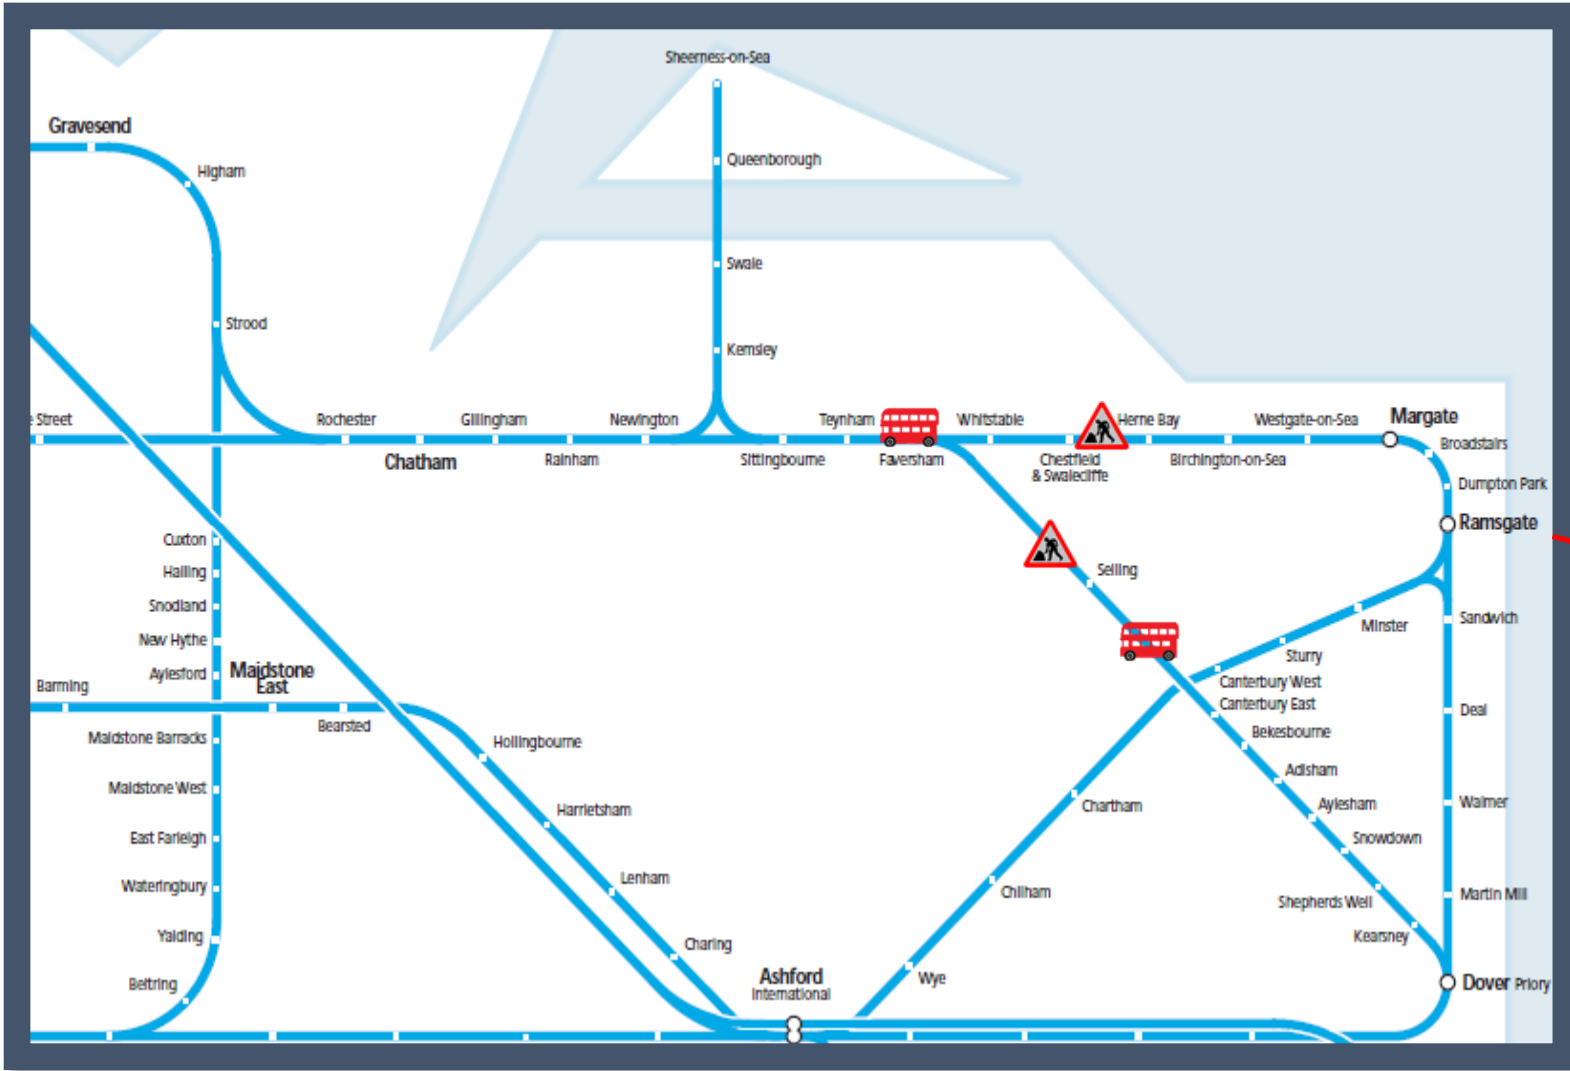 Sheerness-on-Sea
Gravesend
Queenborough
Higham
Swale
Strood
Kemsley
e Street
Rochester
Gillingham
Newington
Teynham
Whitstable
Herne Bay
Westgate-on-Sea
Margate
Broadstairs
Chatham
Rainham
Sittingbourne
Faversham
Chestfield
& Swalecliffe
Birchington-on-Sea
Dumpton Park
Ramsgate
Cuxton
Halling
Selling
Snodland
Sandwich
Minster
New Hythe
Sturry
Aylesford
Maidstone
East
Barming
Canterbury West
Canterbury East
Deal
Bearsted
Bekesbourne
Maidstone Barracks
Hollingbourne
Adisham
Maidstone West
Aylesham
Walmer
Harrietsham
Chartham
East Farleigh
Snowdown
Lenham
Wateringbury
Chilham
Martin Mill
Shepherds Well
Yalding
Kearsney
Charing
Ashford
International
Wye
Beltring
Dover Priory